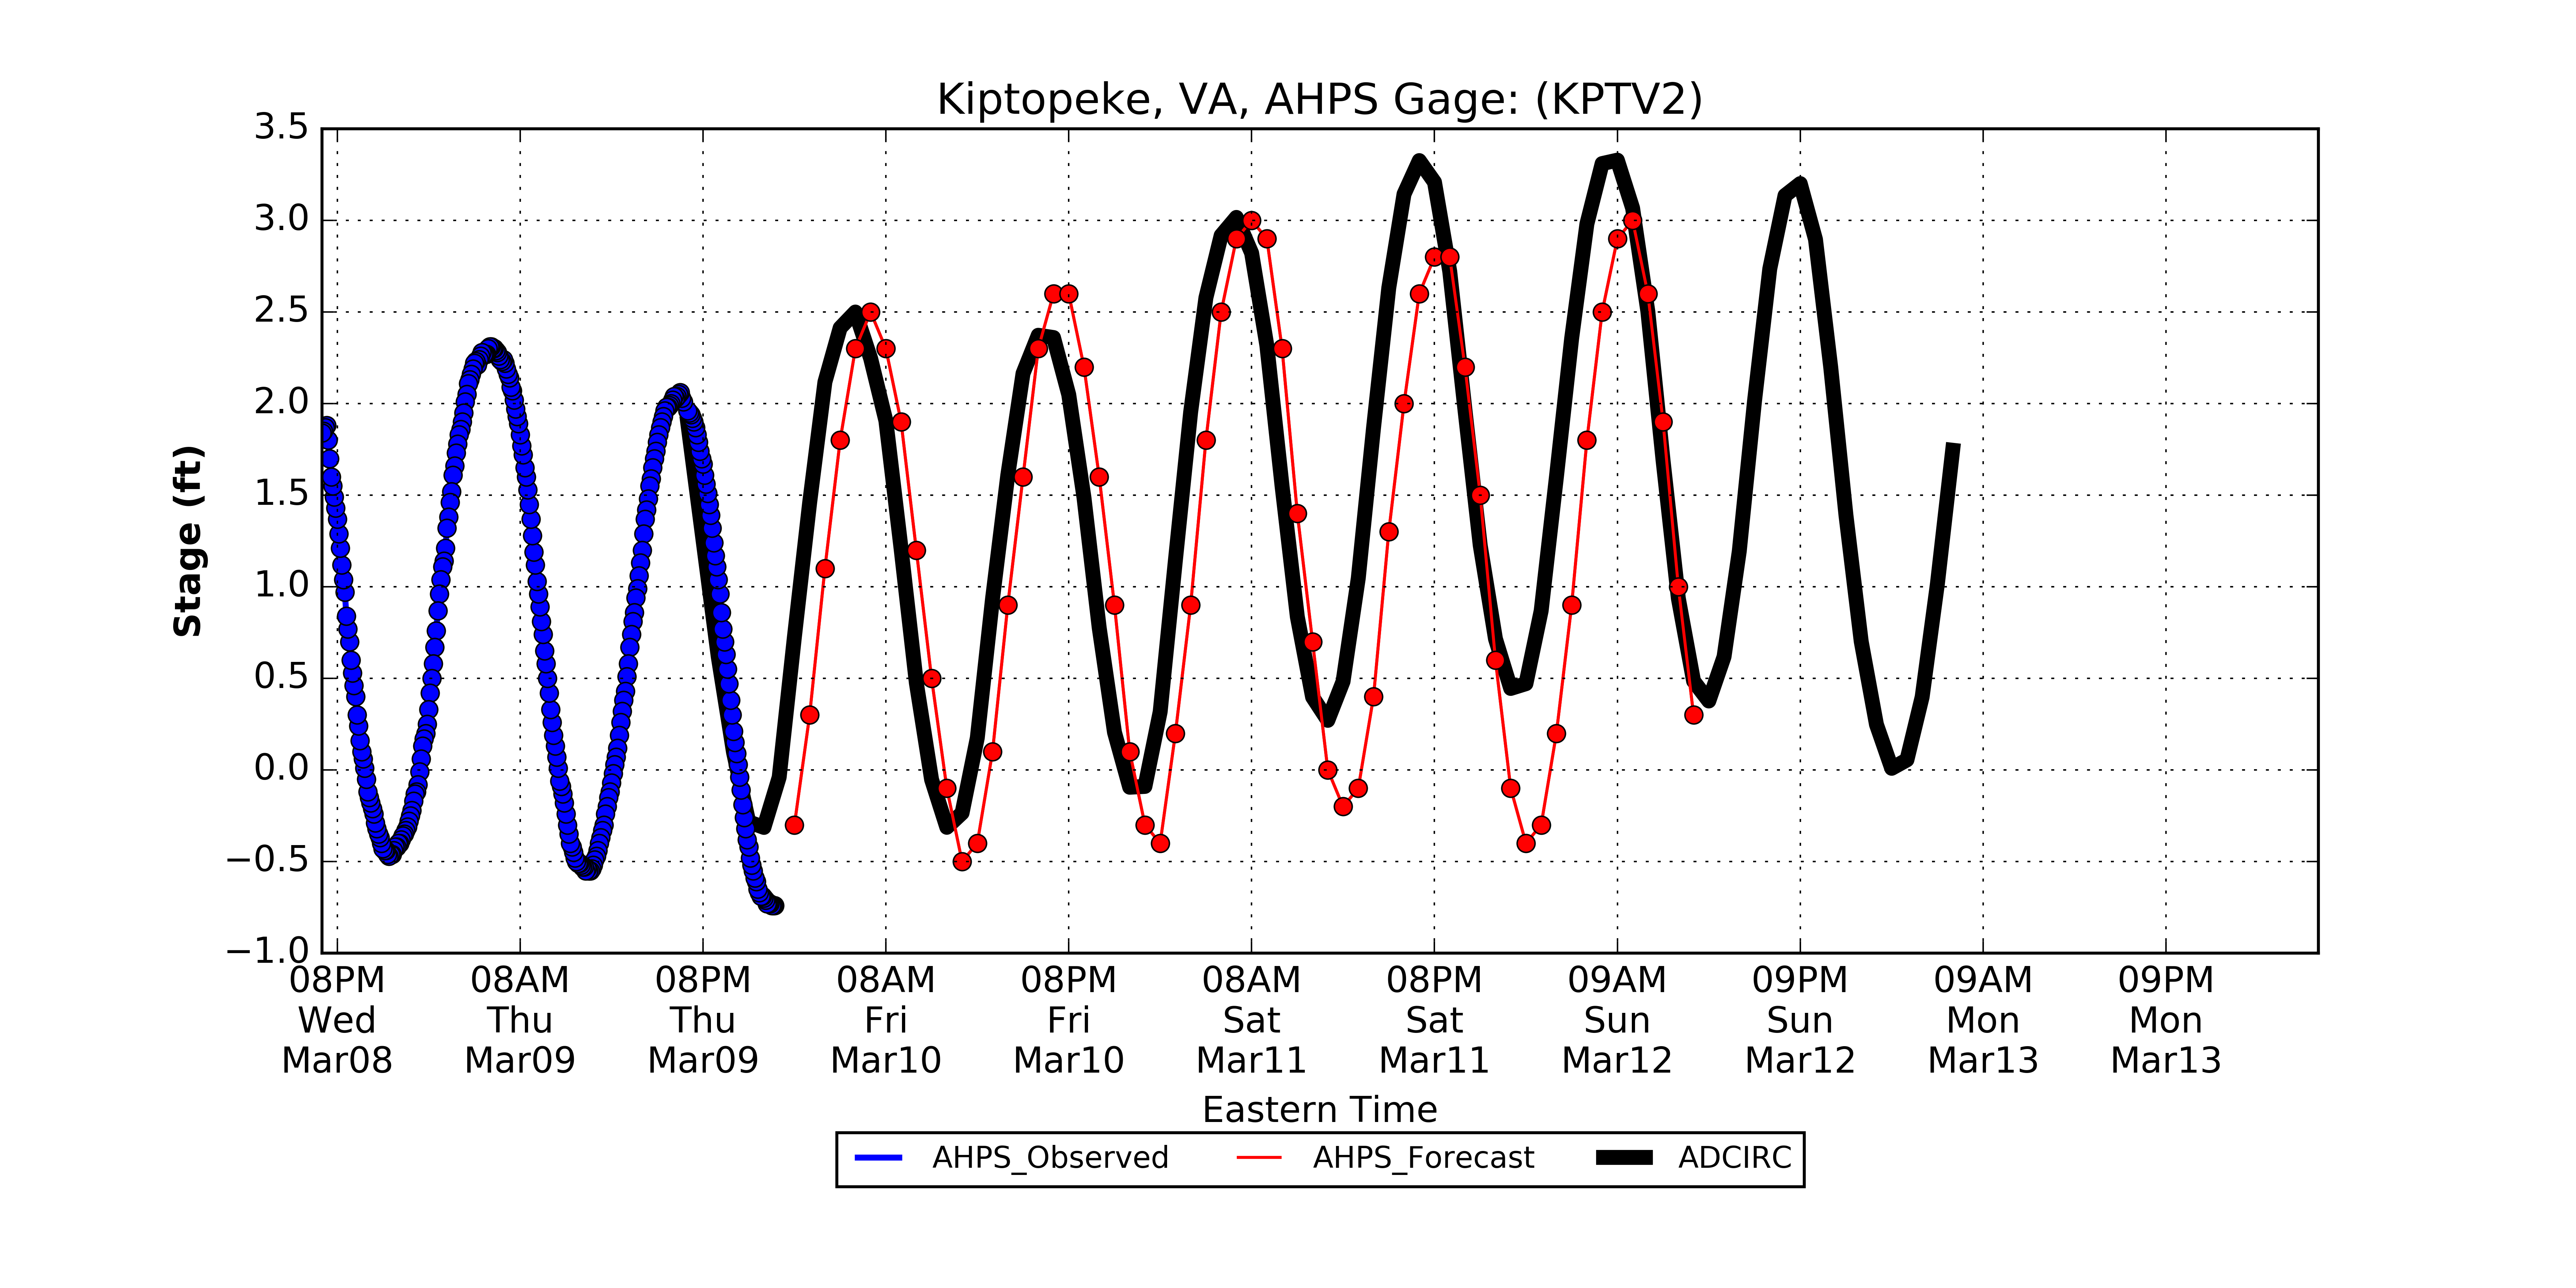 Kiptopeke, VA, AHPS Gage: (KPTV2)
3.5
3.0
2.5
2.0
1.5
1.0
0.5
0.0
−0.5
−1.0
Stage (ft)
08PM 08AM 08PM 08AM 08PM 08AM 08PM 09AM 09PM 09AM 09PM
Wed Thu Thu Fri Fri Sat Sat Sun Sun Mon Mon
Mar08 Mar09 Mar09 Mar10 Mar10 Mar11 Mar11 Mar12 Mar12 Mar13 Mar13
Eastern Time
AHPS_Observed AHPS_Forecast ADCIRC